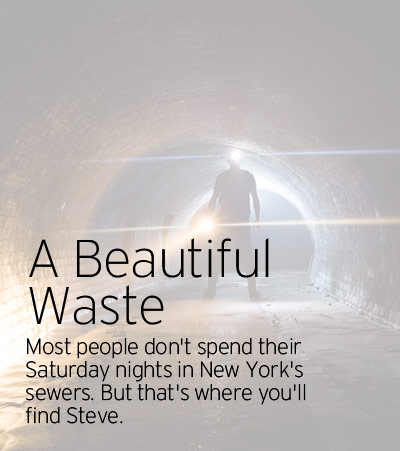 A Beautiful
Waste
Most people don't spend their
Saturday nights in New York's
sewers. But that's where you'll
find Steve.